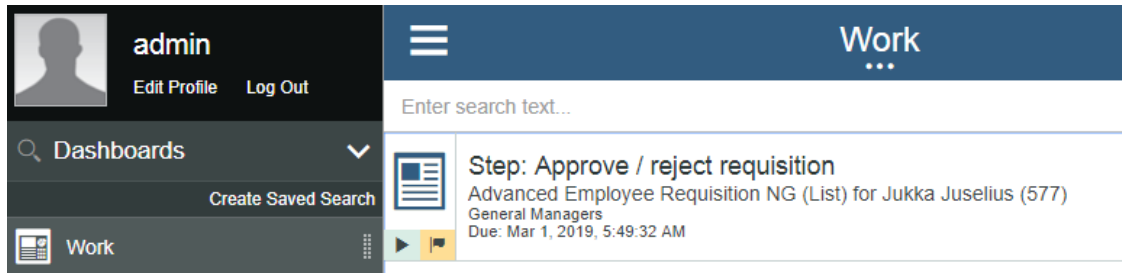 admin
Edit Profile Log Out
Dashboards
Create Saved Search
Work
Work
Enter search text...
Step: Approve / reject requisition
Advanced Employee Requisition NG (List) for Jukka Juselius (577)
General Managers
Due: Mar 1, 2019, 5:49:32 AM